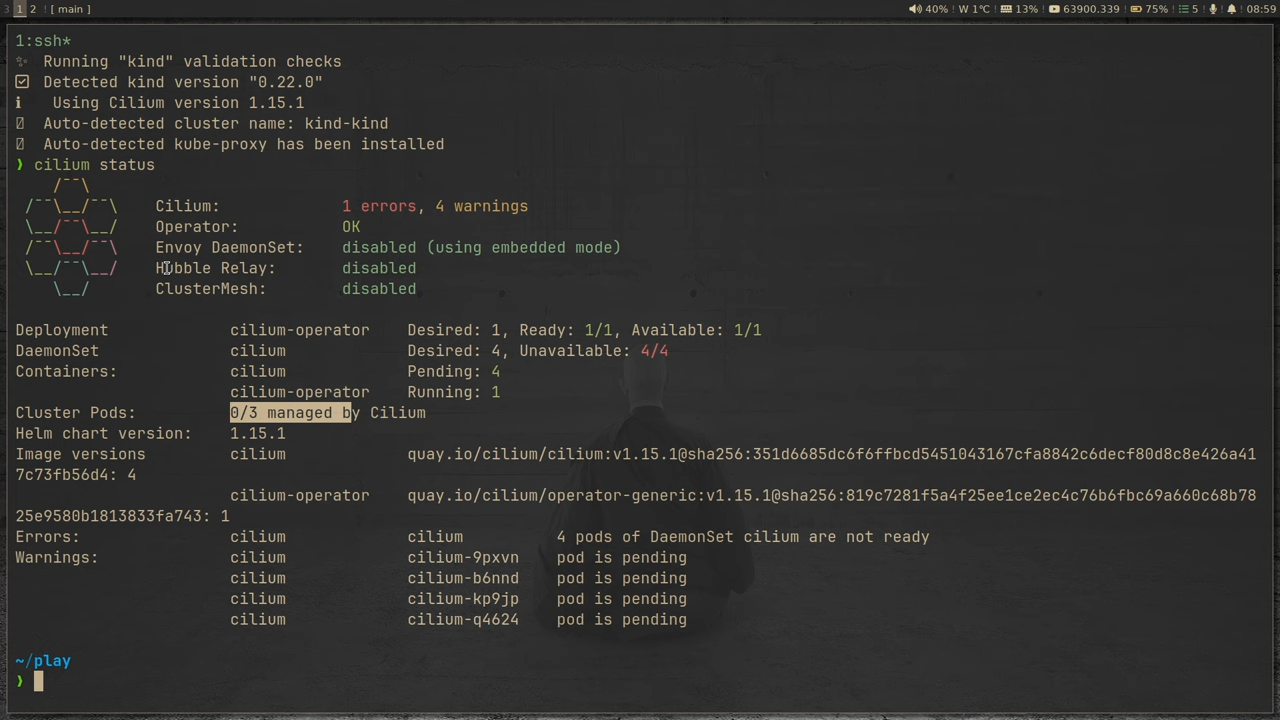 3 1 2 ![ main ] 40% ! W 1°C ! 13% ! 63900.339 ! 75% ! 5 ! ! ! 08:59
1:ssh*
Running "kind" validation checks
Detected kind version "0.22.0"
ℹ Using Cilium version 1.15.1
Auto-detected cluster name: kind-kind
Auto-detected kube-proxy has been installed
❯ cilium status
/¯¯\
/¯¯\__/¯¯\ Cilium: 1 errors, 4 warnings
\__/¯¯\__/ Operator: OK
/¯¯\__/¯¯\ Envoy DaemonSet: disabled (using embedded mode)
\__/¯¯\__/ Hubble Relay: disabled
\__/ ClusterMesh: disabled
Deployment cilium-operator Desired: 1, Ready: 1/1, Available: 1/1
DaemonSet cilium Desired: 4, Unavailable: 4/4
Containers: cilium Pending: 4
cilium-operator Running: 1
Cluster Pods: 0/3 managed by Cilium
Helm chart version: 1.15.1
Image versions cilium quay.io/cilium/cilium:v1.15.1@sha256:351d6685dc6f6ffbcd5451043167cfa8842c6decf80d8c8e426a41
7c73fb56d4: 4
cilium-operator quay.io/cilium/operator-generic:v1.15.1@sha256:819c7281f5a4f25ee1ce2ec4c76b6fbc69a660c68b78
25e9580b1813833fa743: 1
Errors: cilium cilium 4 pods of DaemonSet cilium are not ready
Warnings: cilium cilium-9pxvn pod is pending
cilium cilium-b6nnd pod is pending
cilium cilium-kp9jp pod is pending
cilium cilium-q4624 pod is pending
~/play
❯